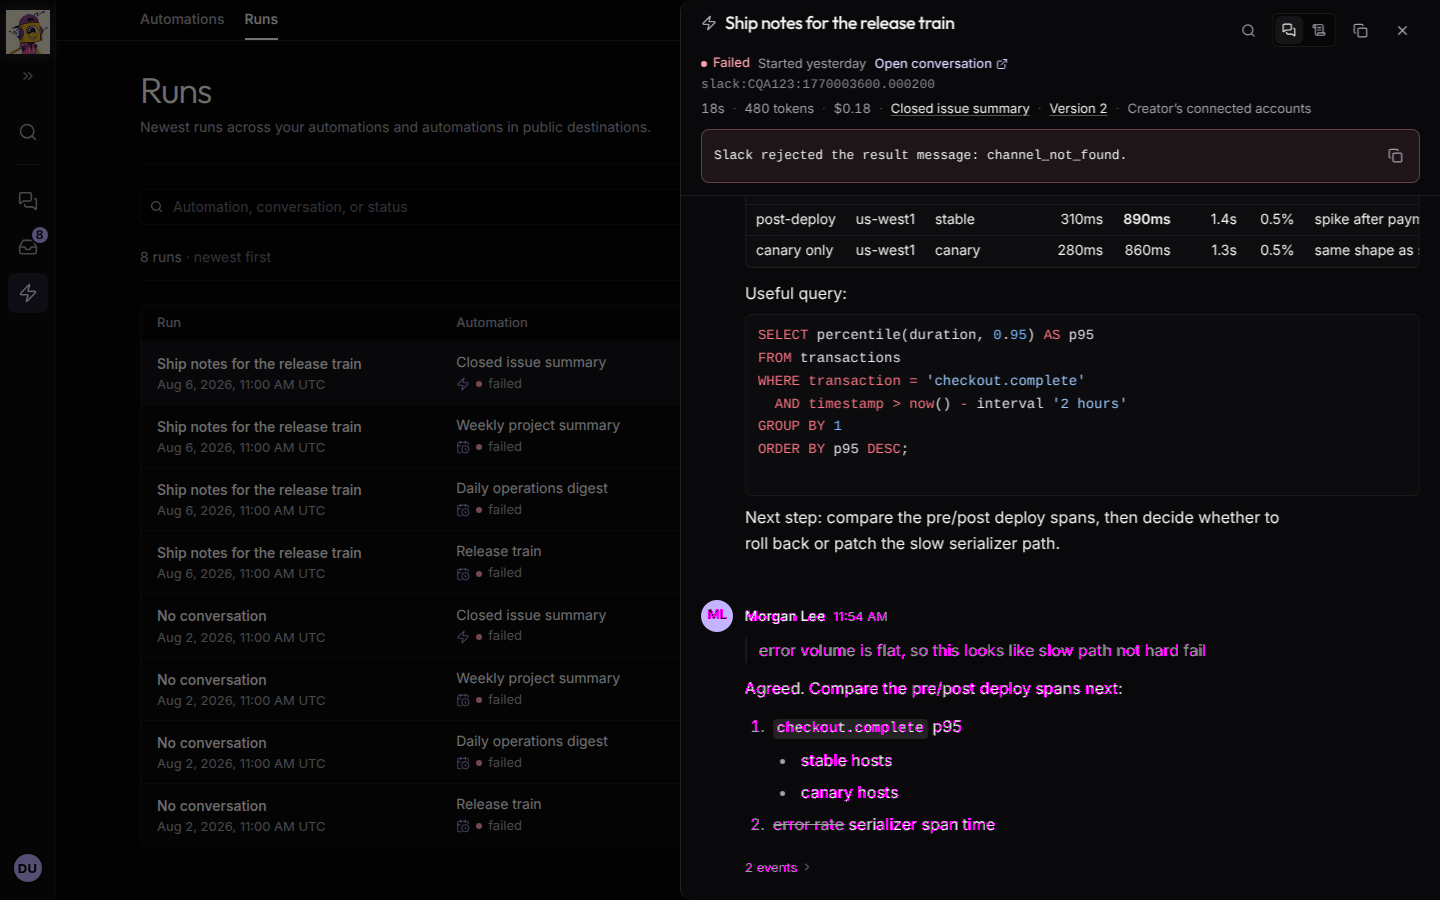 Automations Runs
Runs
Newest runs across your automations and automations in public destinations.
Automation, conversation, or status
8 runs · newest first
Run Automation
Ship notes for the release train Closed issue summary
Aug 6, 2026, 11:00 AM UTC failed
Ship notes for the release train Weekly project summary
Aug 6, 2026, 11:00 AM UTC failed
Ship notes for the release train Daily operations digest
Aug 6, 2026, 11:00 AM UTC failed
Ship notes for the release train Release train
Aug 6, 2026, 11:00 AM UTC failed
No conversation Closed issue summary
Aug 2, 2026, 11:00 AM UTC failed
No conversation Weekly project summary
Aug 2, 2026, 11:00 AM UTC failed
No conversation Daily operations digest
Aug 2, 2026, 11:00 AM UTC failed
No conversation Release train
Aug 2, 2026, 11:00 AM UTC failed
8
DU
Ship notes for the release train
Failed Started yesterday Open conversation
slack:CQA123:1770003600.000200
18s · 480 tokens · $0.18 · Closed issue summary · Version 2 · Creator’s connected accounts
Slack rejected the result message: channel_not_found.
post-deploy us-west1 stable 310ms 890ms 1.4s 0.5% spike after paym
canary only us-west1 canary 280ms 860ms 1.3s 0.5% same shape as
Useful query:
SELECT percentile(duration, 0.95) AS p95
FROM transactions
WHERE transaction = 'checkout.complete'
AND timestamp > now() - interval '2 hours'
GROUP BY 1
ORDER BY p95 DESC;
Next step: compare the pre/post deploy spans, then decide whether to
roll back or patch the slow serializer path.
ML Morgan Lee 11:54 AM
error volume is flat, so this looks like slow path not hard fail
Agreed. Compare the pre/post deploy spans next:
1. checkout.complete p95
• stable hosts
• canary hosts
2. error rate serializer span time
2 events